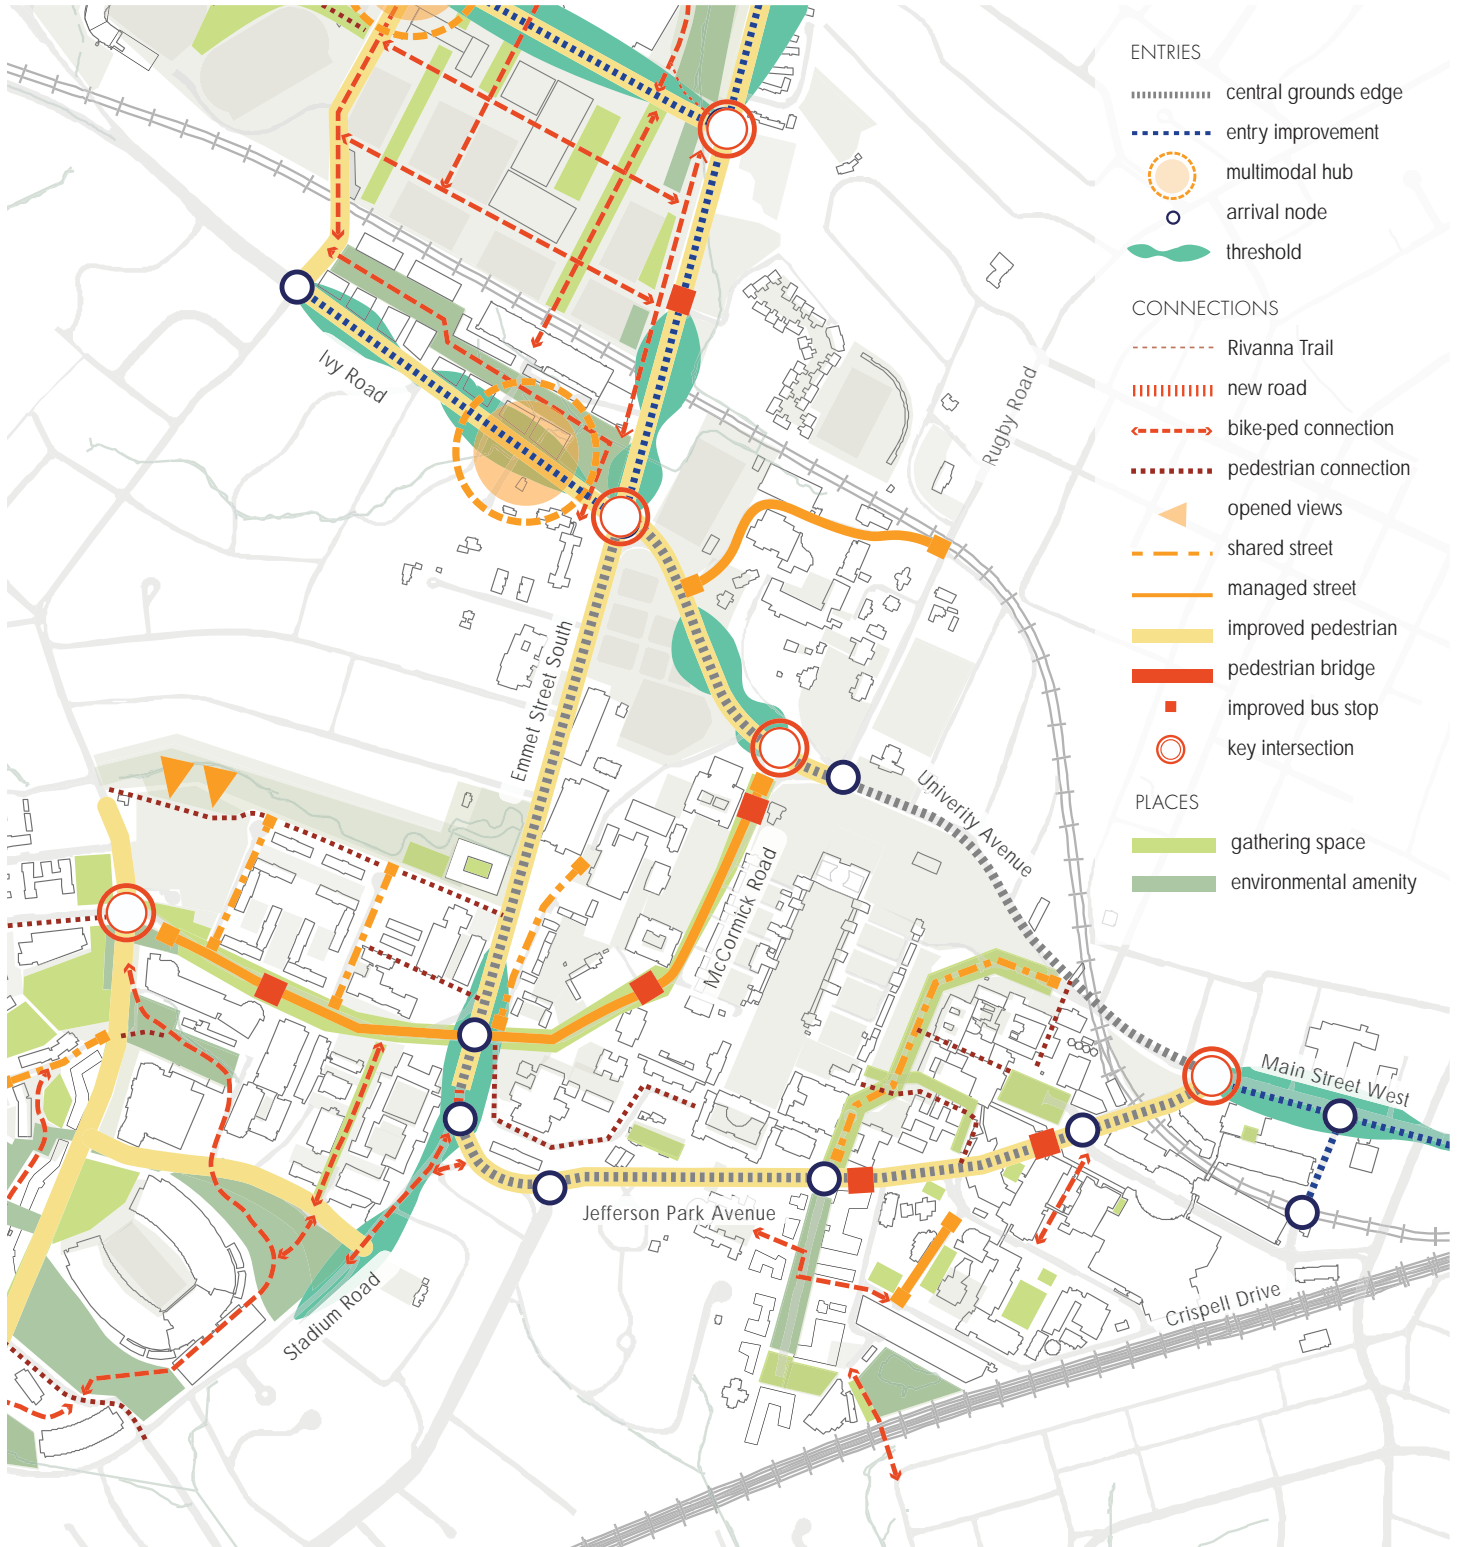 ENTRIES
central grounds edge
entry improvement
multimodal hub
arrival node
threshold
CONNECTIONS
Rivanna Trail
new road
bike-ped connection
pedestrian connection
opened views
shared street
managed street
improved pedestrian
pedestrian bridge
improved bus stop
key intersection
PLACES
gathering space
environmental amenity
Ivy Road
Rugby Road
Emmet Street South
Univerity Avenue
McCormick Road
Main Street West
Jefferson Park Avenue
Stadium Road
Crispell Drive